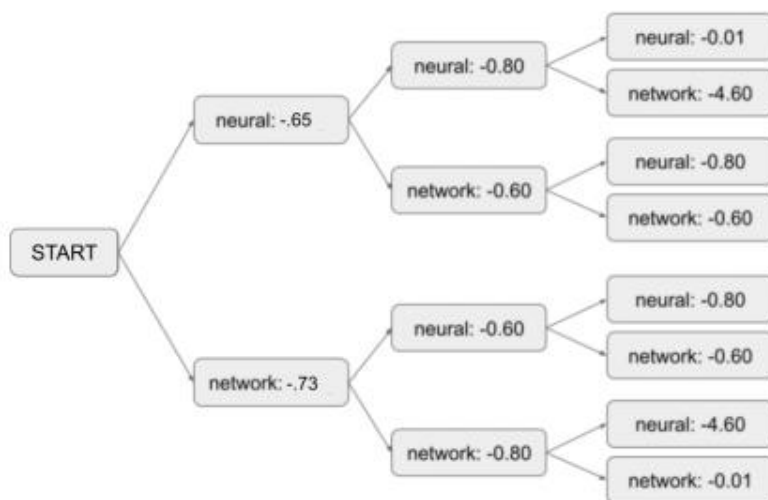 START
neural: -.65
network: -.73
neural: -0.80
network: -0.60
neural: -0.60
network: -0.80
neural: -0.01
network: -4.60
neural: -0.80
network: -0.60
neural: -0.80
network: -0.60
neural: -4.60
network: -0.01